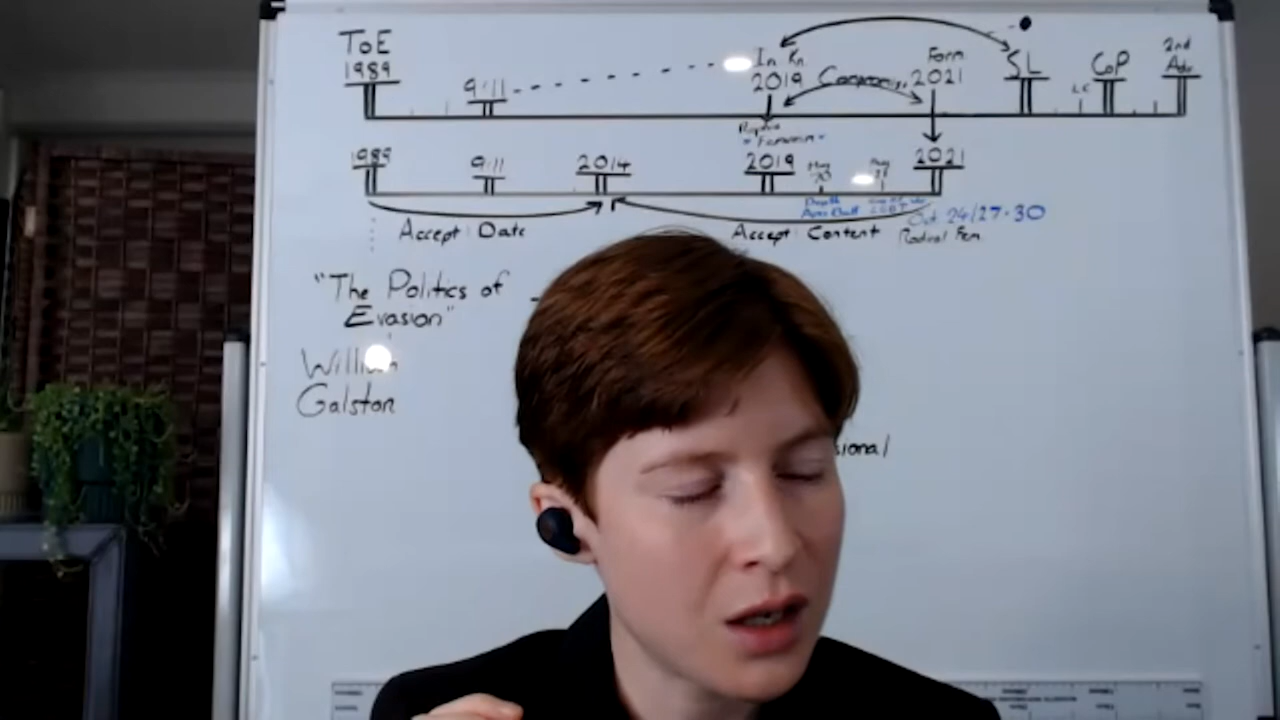 ToE In Kn Form SL CoP 2nd Adv
1989 9:11 2019 2021 LC
1989 9:11 2014 2019 2021
Oct 24/27-30
Accept Date Accept Content Radical Fem
"The Politics of
Evasion"
Galston
sional